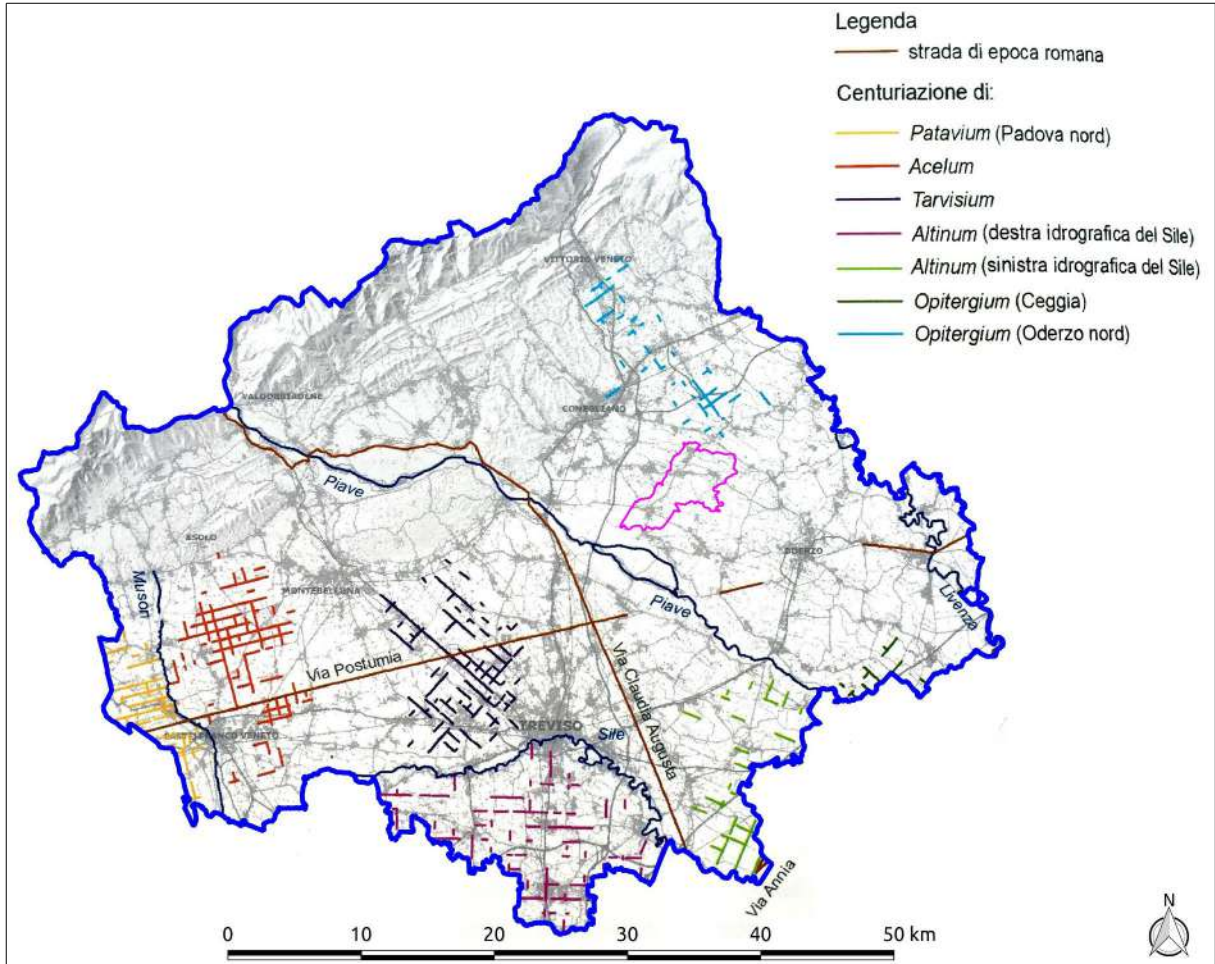 Legenda
strada di epoca romana
Centuriazione di:
Patavium (Padova nord)
Acelum
Tarvisium
Altinum (destra idrografica del Sile)
Altinum (sinistra idrografica del Sile)
Opitergium (Ceggia)
Opitergium (Oderzo nord)
VITTORIO VENETO
VALDOBBIADENE
CONEGLIANO
Piave
ASOLO
ODERZO
Muson
MONTEBELLUNA
Piave
Livenza
Via Postumia
Via Claudia Augusta
TREVISO
Sile
CASTELFRANCO VENETO
Via Annia
N
0 10 20 30 40 50 km